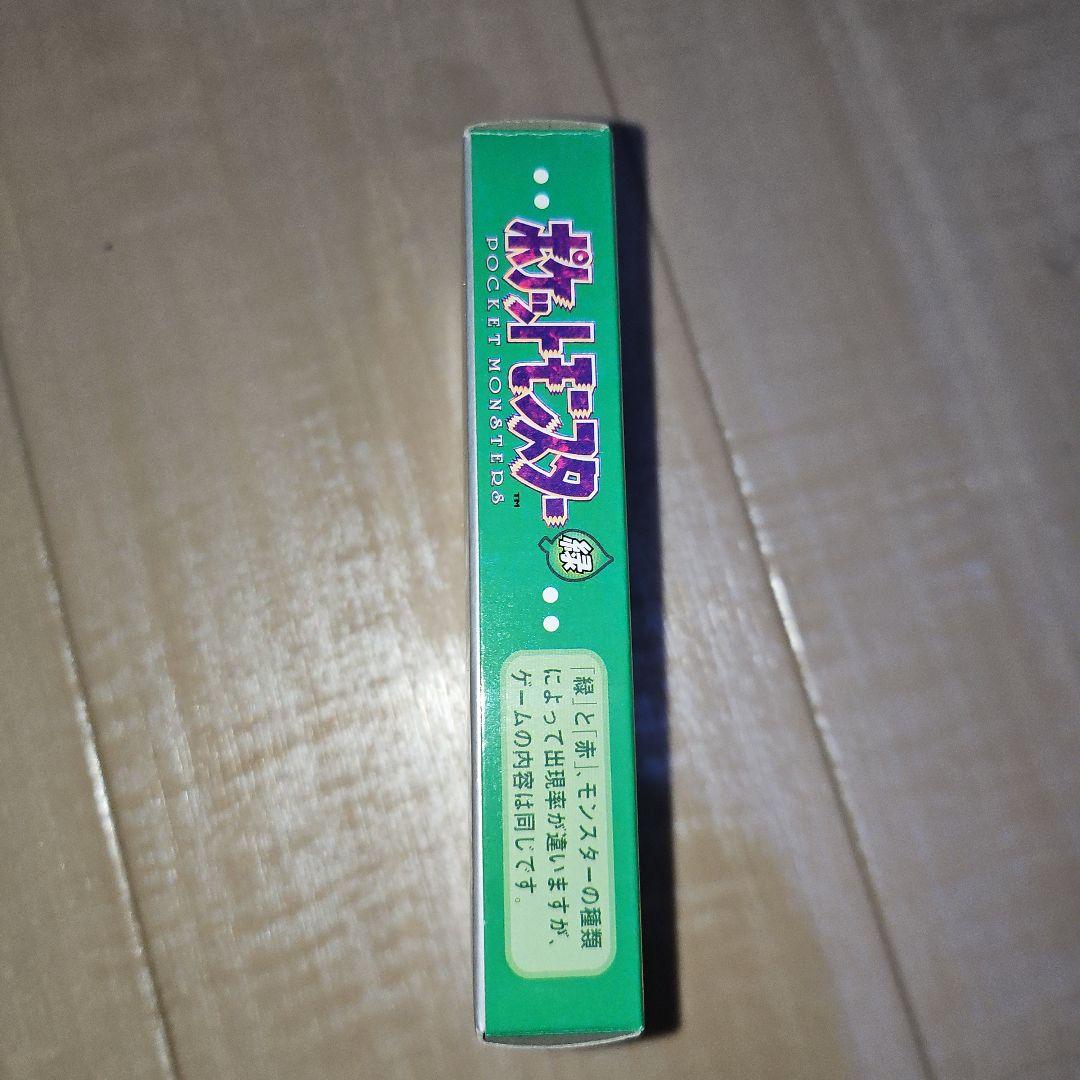 ポケットモンスター™
POCKET MONSTERS
緑
「緑」と「赤」、モンスターの種類
によって出現率が違いますが、
ゲームの内容は同じです。